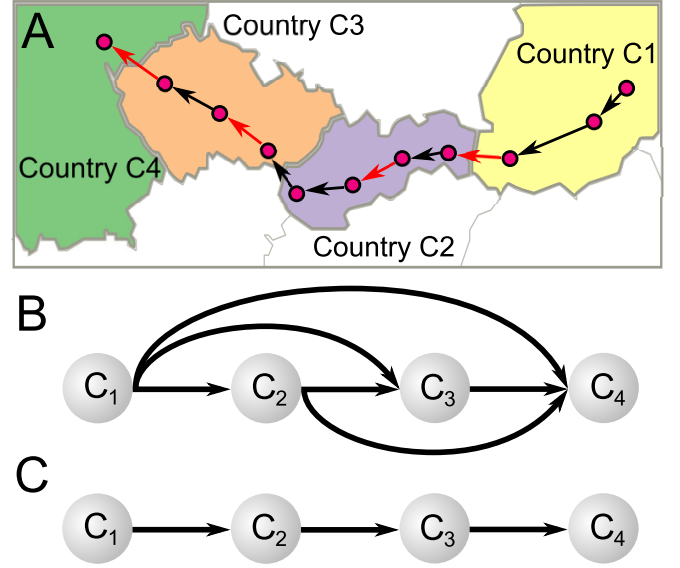 A
Country C3
Country C1
Country C4
Country C2
B
C₁ C₂ C₃ C₄
C
C₁ C₂ C₃ C₄